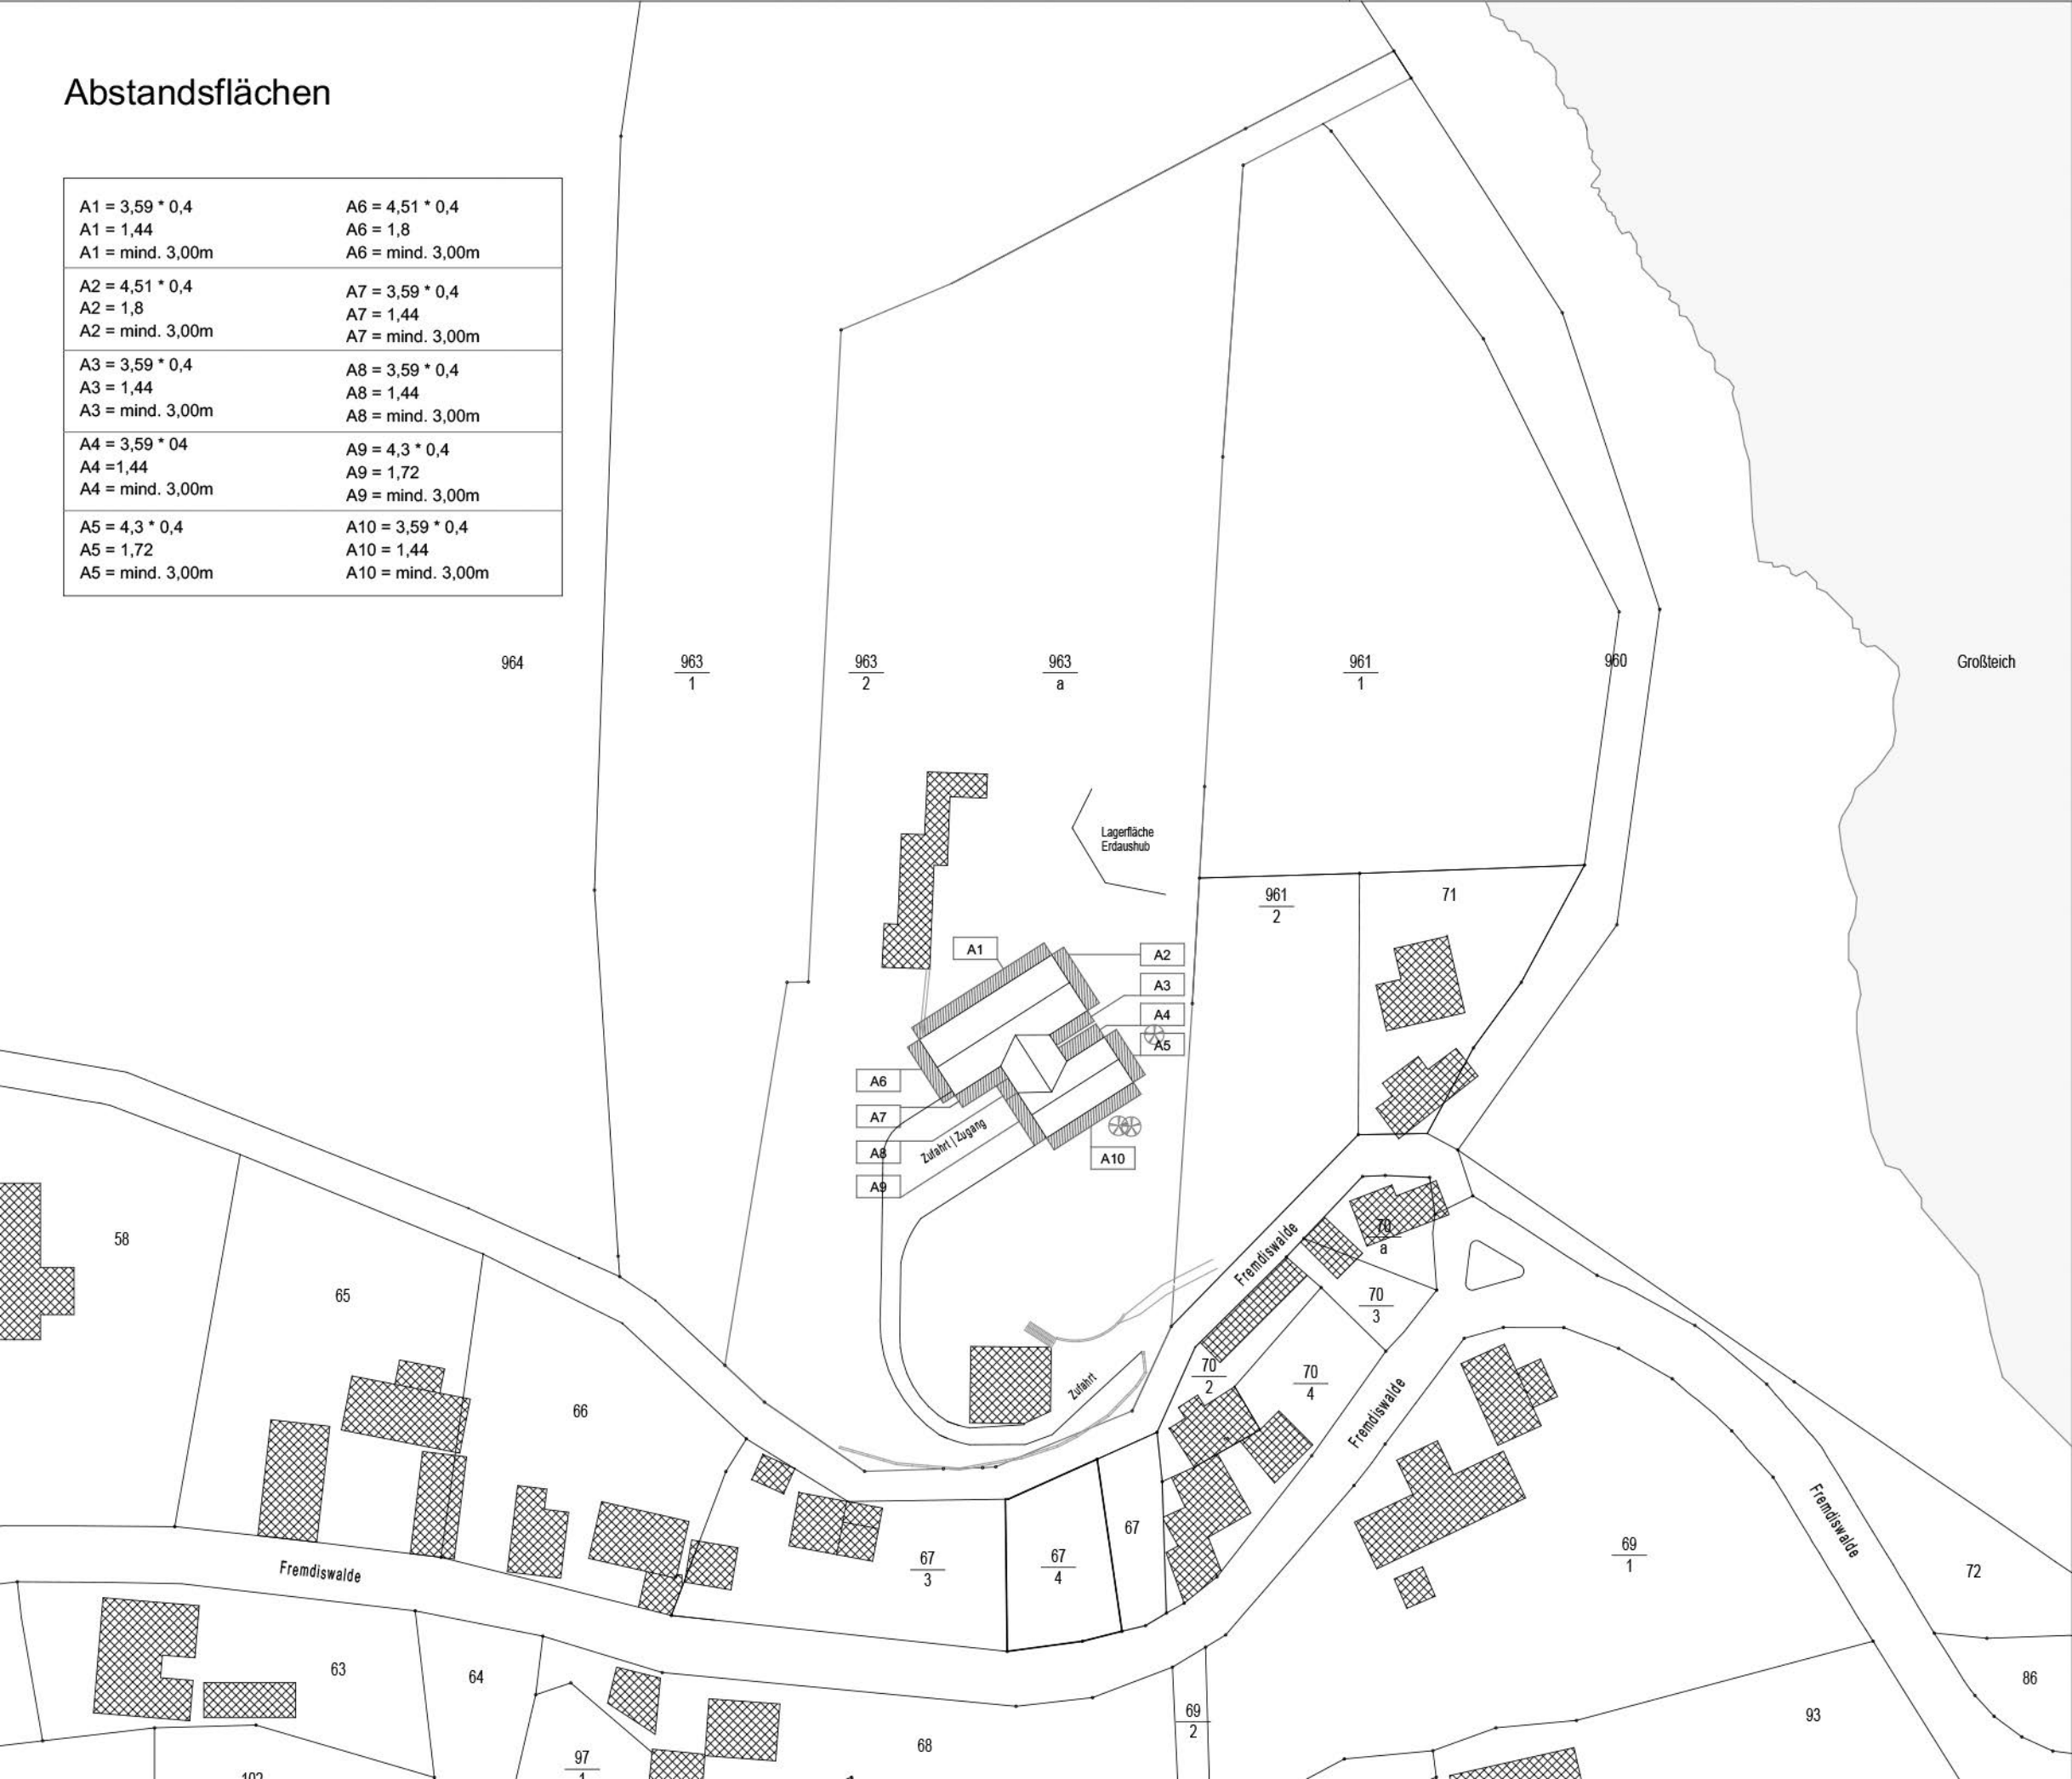 Abstandsflächen
A1 = 3,59 * 0,4
A1 = 1,44
A1 = mind. 3,00m
A6 = 4,51 * 0,4
A6 = 1,8
A6 = mind. 3,00m
A2 = 4,51 * 0,4
A2 = 1,8
A2 = mind. 3,00m
A7 = 3,59 * 0,4
A7 = 1,44
A7 = mind. 3,00m
A3 = 3,59 * 0,4
A3 = 1,44
A3 = mind. 3,00m
A8 = 3,59 * 0,4
A8 = 1,44
A8 = mind. 3,00m
A4 = 3,59 * 04
A4 =1,44
A4 = mind. 3,00m
A9 = 4,3 * 0,4
A9 = 1,72
A9 = mind. 3,00m
A5 = 4,3 * 0,4
A5 = 1,72
A5 = mind. 3,00m
A10 = 3,59 * 0,4
A10 = 1,44
A10 = mind. 3,00m
964
963
1
963
2
963
a
961
1
960
Großteich
Lagerfläche
Erdaushub
961
2
71
A1
A2
A3
A4
A5
A6
A7
A8
A9
A10
Zufahrt | Zugang
58
65
66
Fremdiswalde
70
a
70
3
70
2
70
4
Zufahrt
Fremdiswalde
Fremdiswalde
67
3
67
4
67
69
1
72
Fremdiswalde
63
64
69
2
68
97
1
93
86